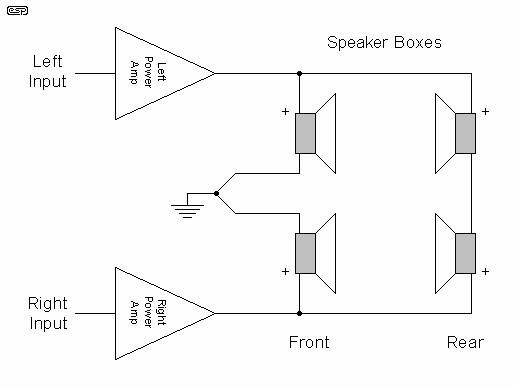 esp
Speaker Boxes
Left
Input
Left
Power
Amp
+
+
+
+
Right
Input
Right
Power
Amp
Front
Rear